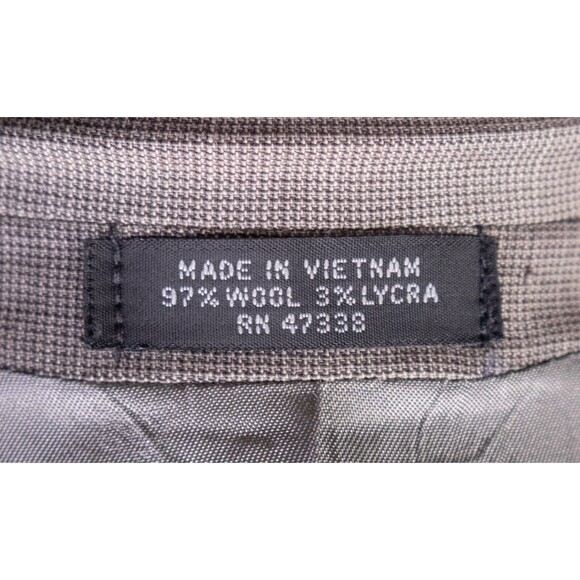 MADE IN VIETNAM
97% WOOL 3% LYCRA
RN 47338